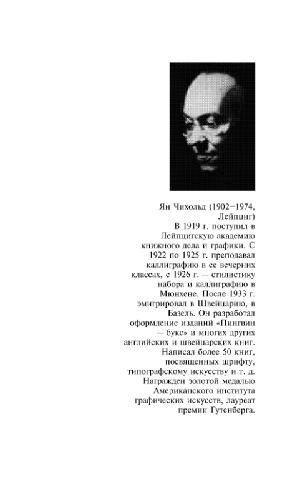 Ян Чихольд (1902–1974,
Лейпциг)
В 1919 г. поступил в
Лейпцигскую академию
книжного дела и графики. С
1922 по 1925 г. преподавал
каллиграфию в ее вечерних
классах, с 1926 г. — стилистику
набора и каллиграфию в
Мюнхене. После 1933 г.
эмигрировал в Швейцарию, в
Базель. Он разработал
оформление изданий «Пингвин
— букс» и многих других
английских и швейцарских книг.
Написал более 50 книг,
посвященных шрифту,
типографскому искусству и т. д.
Награжден золотой медалью
Американского института
графических искусств, лауреат
премии Гутенберга.